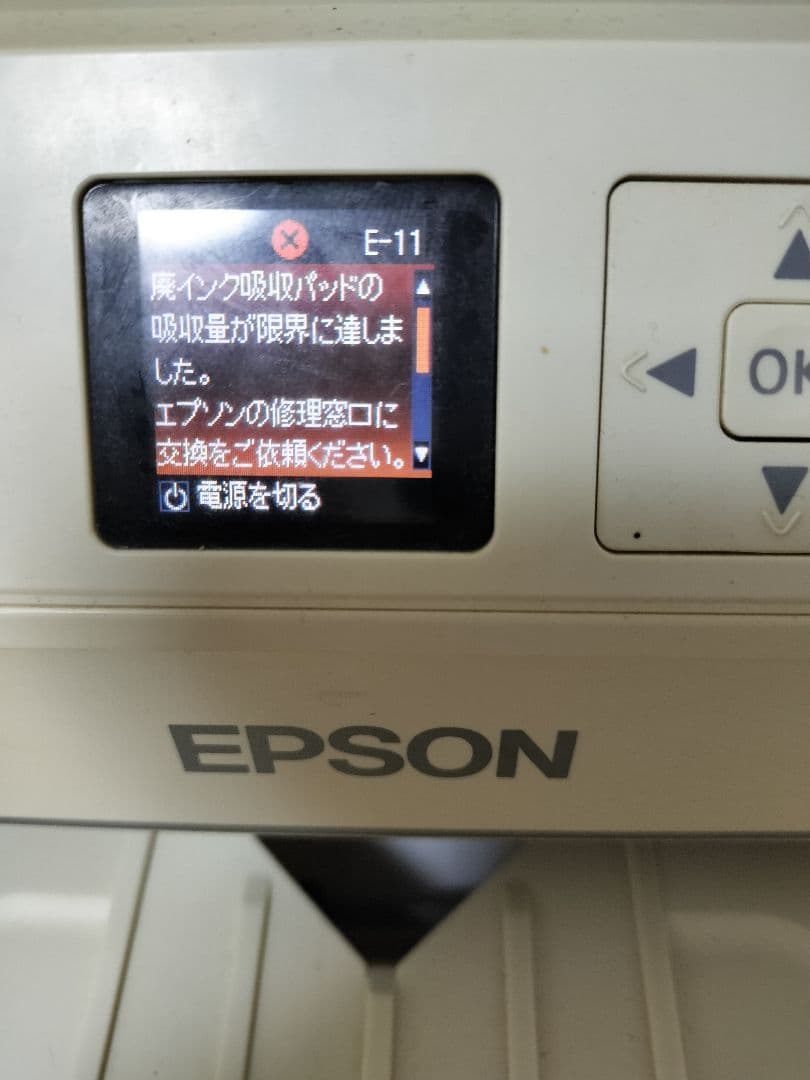 E-11
廃インク吸収パッドの
吸収量が限界に達しま
した。
エプソンの修理窓口に
交換をご依頼ください。
電源を切る
OK
EPSON